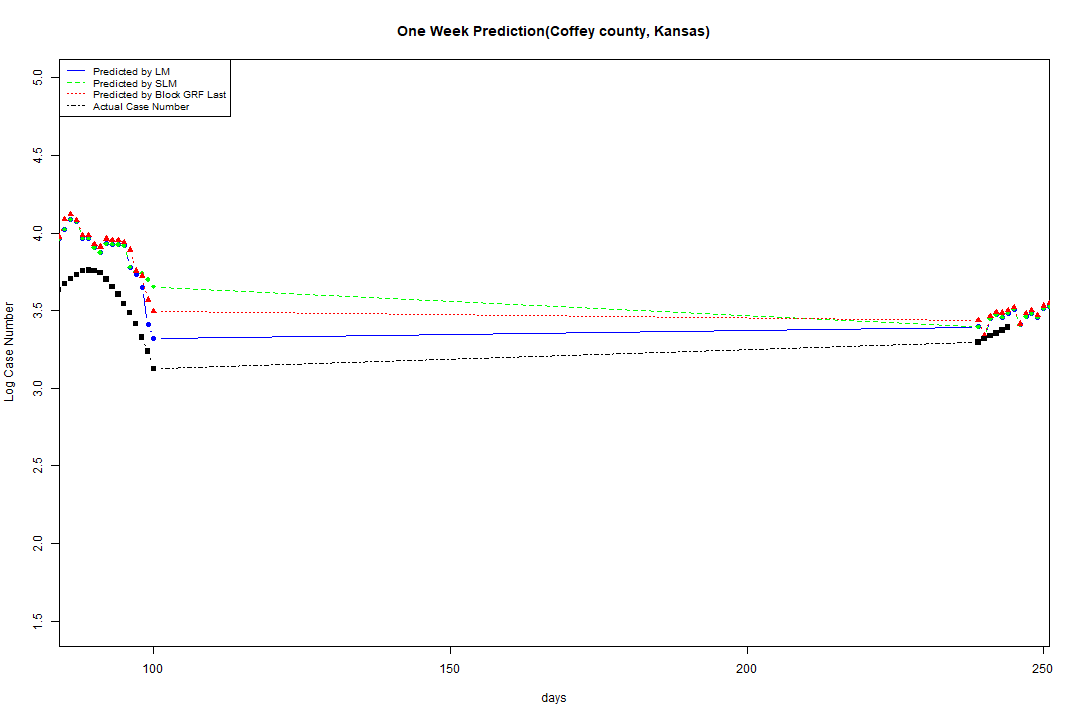 One Week Prediction(Coffey county, Kansas)
Predicted by LM
Predicted by SLM
Predicted by Block GRF Last
Actual Case Number
5.0
4.5
4.0
3.5
3.0
2.5
2.0
1.5
Log Case Number
100
150
200
250
days